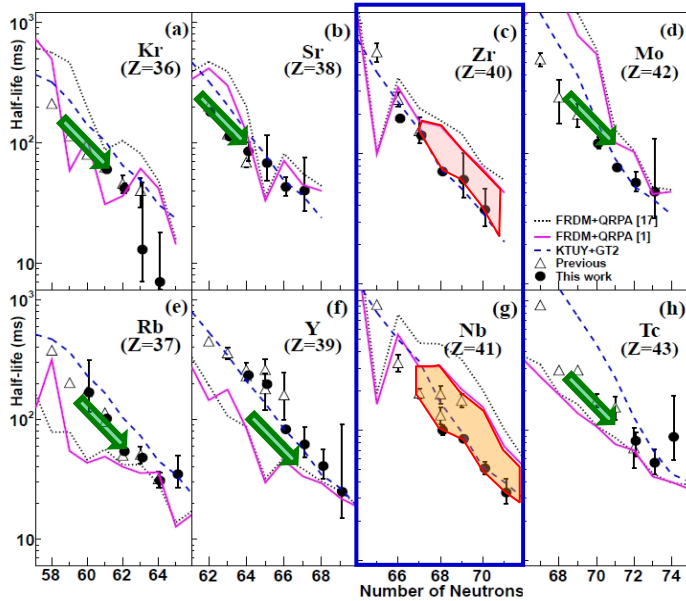 (a)
Kr
(Z=36)
(b)
Sr
(Z=38)
(c)
Zr
(Z=40)
(d)
Mo
(Z=42)
Half-life (ms)
10²
10
FRDM+QRPA [17]
FRDM+QRPA [1]
KTUY+GT2
Previous
This work
(e)
Rb
(Z=37)
(f)
Y
(Z=39)
(g)
Nb
(Z=41)
(h)
Tc
(Z=43)
Half-life (ms)
10²
10
58 60 62 64 62 64 66 68 66 68 70 68 70 72 74
Number of Neutrons